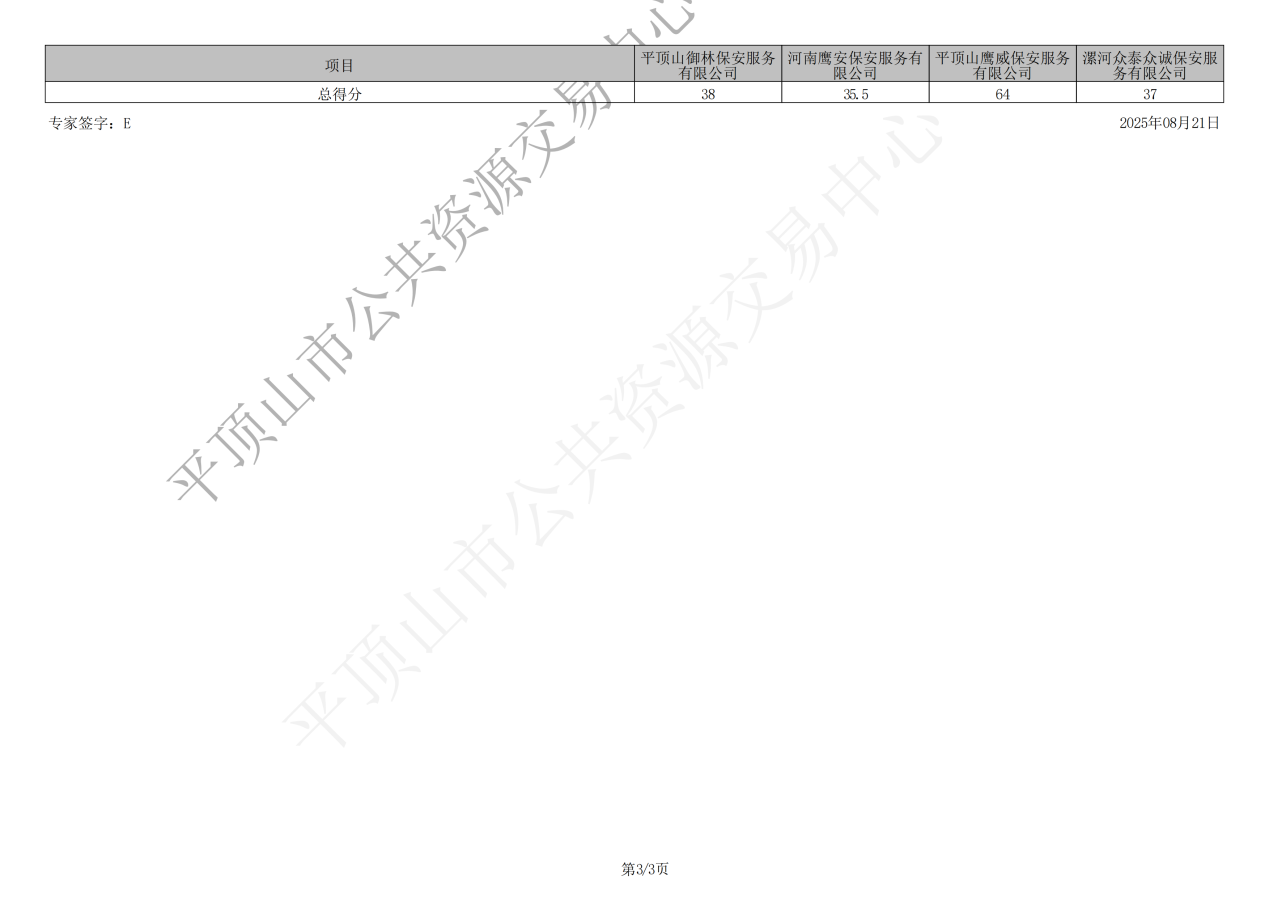 项目
平顶山御林保安服务
有限公司
河南鹰安保安服务有
限公司
平顶山鹰威保安服务
有限公司
漯河众泰众诚保安服
务有限公司
总得分
38
35.5
64
37
专家签字：E
2025年08月21日
平顶山市公共资源交易中心
平顶山市公共资源交易中心
第3/3页